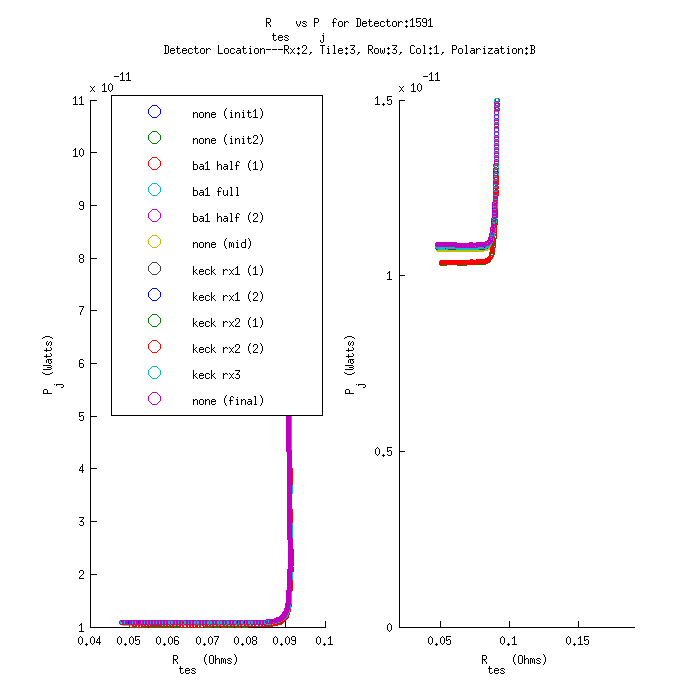 R tes vs P j for Detector:1591
Detector Location---Rx:2, Tile:3, Row:3, Col:1, Polarization:B
x 10^-11
11
10
9
8
7
6
5
4
3
2
1
0.04 0.05 0.06 0.07 0.08 0.09 0.1
P j (Watts)
R tes (Ohms)
none (init1)
none (init2)
ba1 half (1)
ba1 full
ba1 half (2)
none (mid)
keck rx1 (1)
keck rx1 (2)
keck rx2 (1)
keck rx2 (2)
keck rx3
none (final)
x 10^-11
1.5
1
0.5
0
0.05 0.1 0.15
P j (Watts)
R tes (Ohms)